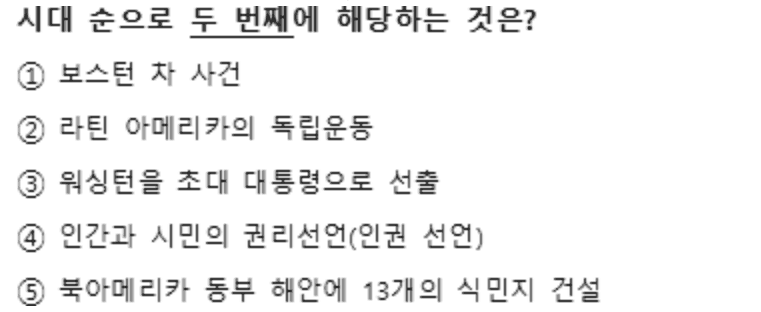 시대 순으로 두 번째에 해당하는 것은?
① 보스턴 차 사건
② 라틴 아메리카의 독립운동
③ 워싱턴을 초대 대통령으로 선출
④ 인간과 시민의 권리선언(인권 선언)
⑤ 북아메리카 동부 해안에 13개의 식민지 건설